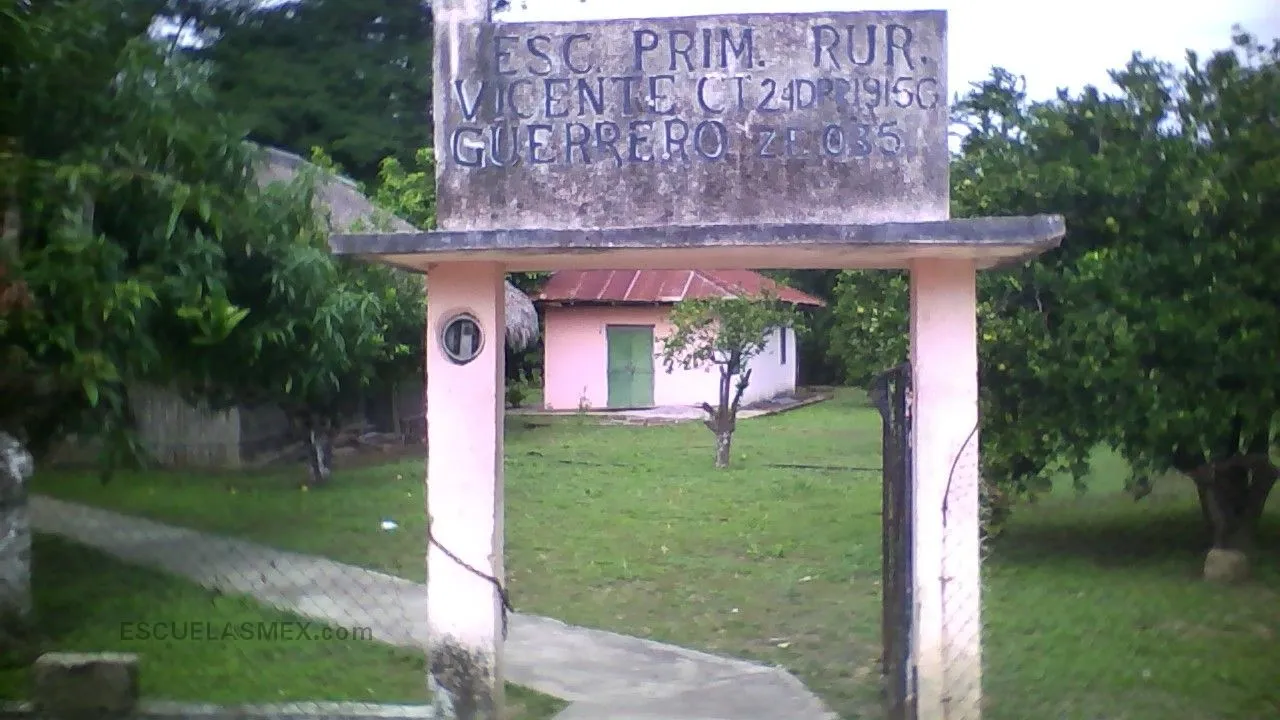 ESC. PRIM. RUR.
VICENTE CT 24DPR1915G
GUERRERO ZE 035
ESCUELASMEX.com